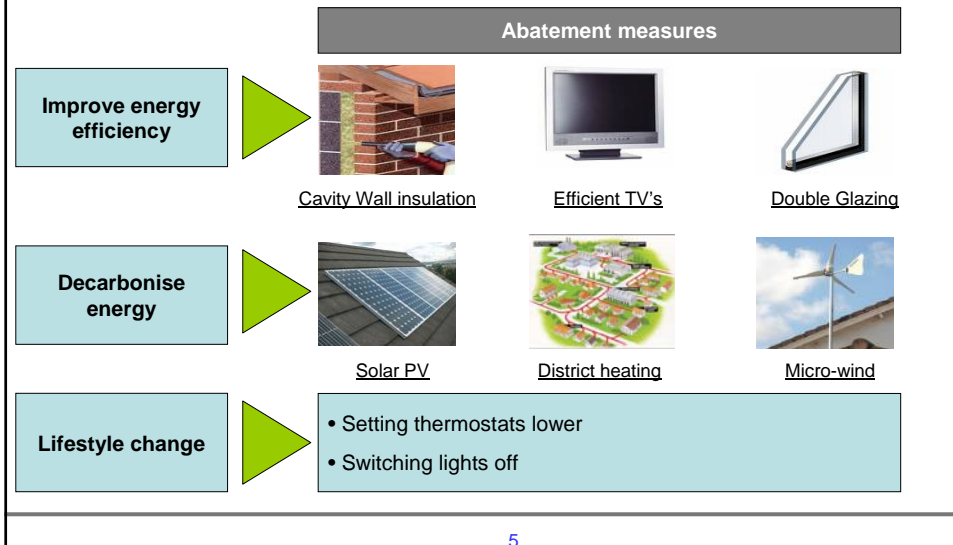 Abatement measures
Improve energy
efficiency
Cavity Wall insulation
Efficient TV's
Double Glazing
Decarbonise
energy
Solar PV
District heating
Micro-wind
Lifestyle change
• Setting thermostats lower
• Switching lights off
5